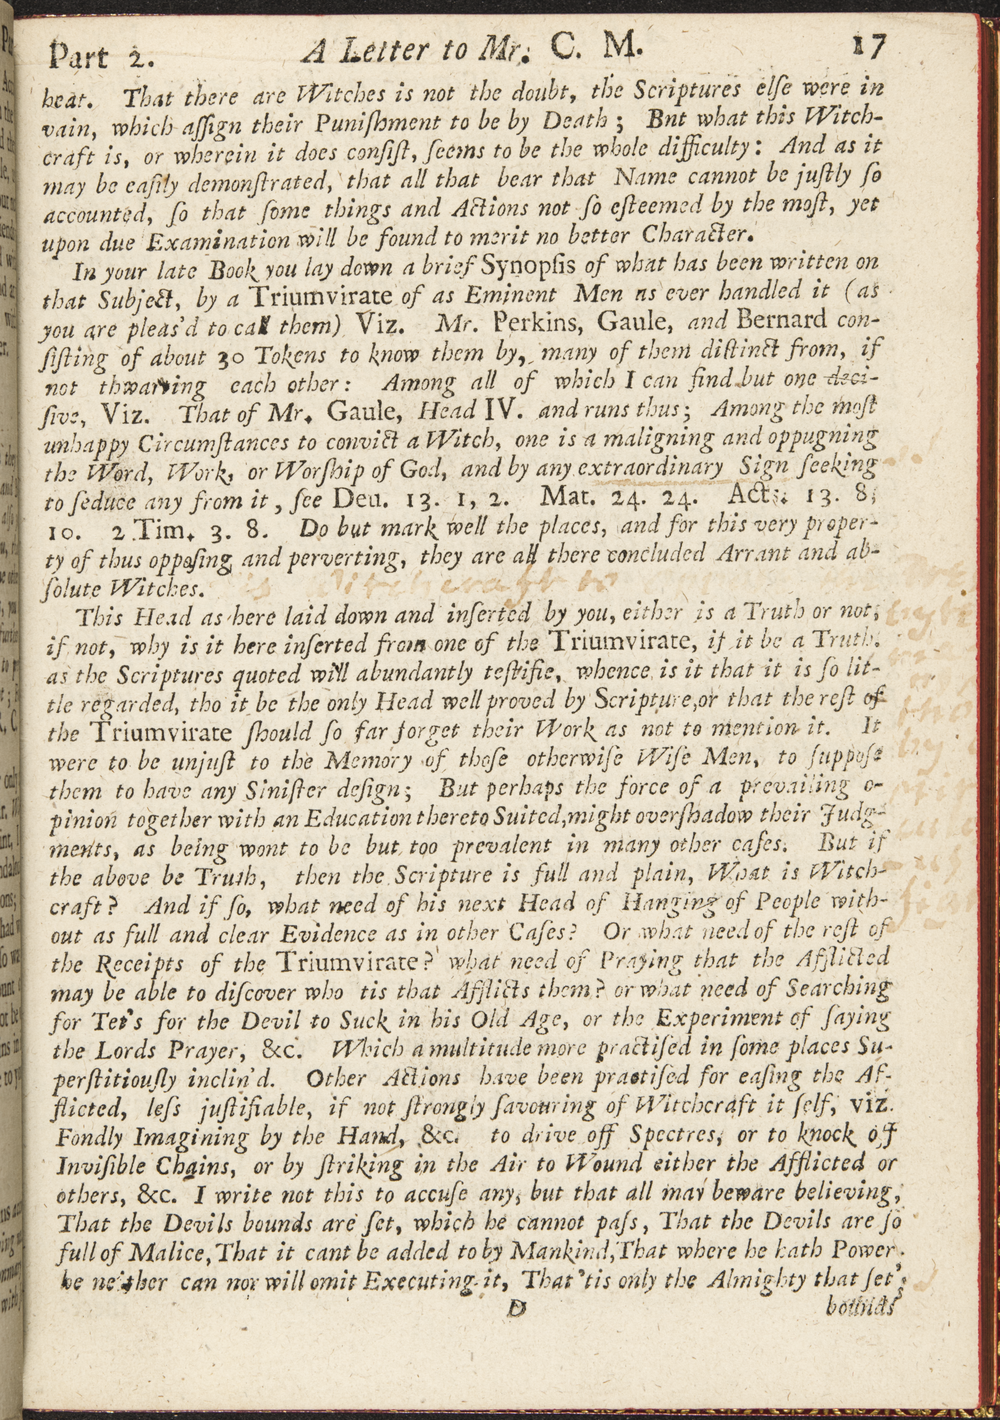 Part 2. A Letter to Mr. C. M. 17
heat. That there are Witches is not the doubt, the Scriptures elſe were in
vain, which aſſign their Puniſhment to be by Death ; Bnt what this Witch-
craft is, or wherein it does conſiſt, ſeems to be the whole difficulty: And as it
may be eaſily demonſtrated, that all that bear that Name cannot be juſtly ſo
accounted, ſo that ſome things and Actions not ſo eſteemed by the moſt, yet
upon due Examination will be found to merit no better Character.
In your late Book you lay down a brief Synopſis of what has been written on
that Subject, by a Triumvirate of as Eminent Men as ever handled it (as
you are pleas'd to call them) Viz. Mr. Perkins, Gaule, and Bernard con-
ſiſting of about 30 Tokens to know them by, many of them diſtinct from, if
not thwarting each other: Among all of which I can find but one deci-
ſive, Viz. That of Mr. Gaule, Head IV. and runs thus; Among the moſt
unhappy Circumſtances to convict a Witch, one is a maligning and oppugning
the Word, Work, or Worſhip of God, and by any extraordinary Sign ſeeking
to ſeduce any from it, ſee Deu. 13. 1, 2. Mat. 24. 24. Acts. 13. 8,
10. 2 Tim. 3. 8. Do but mark well the places, and for this very proper-
ty of thus oppoſing and perverting, they are all there concluded Arrant and ab-
ſolute Witches.
This Head as here laid down and inſerted by you, either is a Truth or not;
if not, why is it here inſerted from one of the Triumvirate, if it be a Truth,
as the Scriptures quoted will abundantly teſtifie, whence is it that it is ſo lit-
tle regarded, tho it be the only Head well proved by Scripture, or that the reſt of
the Triumvirate ſhould ſo far forget their Work as not to mention it. It
were to be unjuſt to the Memory of thoſe otherwiſe Wiſe Men, to ſuppoſe
them to have any Siniſter deſign; But perhaps the force of a prevailing o-
pinion together with an Education thereto Suited, might overſhadow their Judg-
ments, as being wont to be but too prevalent in many other caſes. But if
the above be Truth, then the Scripture is full and plain, What is Witch-
craft? And if ſo, what need of his next Head of Hanging of People with-
out as full and clear Evidence as in other Caſes? Or what need of the reſt of
the Receipts of the Triumvirate? what need of Praying that the Afflicted
may be able to diſcover who tis that Afflicts them? or what need of Searching
for Tet's for the Devil to Suck in his Old Age, or the Experiment of ſaying
the Lords Prayer, &c. Which a multitude more practiſed in ſome places Su-
perſtitiouſly inclin'd. Other Actions have been practiſed for eaſing the Af-
flicted, leſs juſtifiable, if not ſtrongly ſavouring of Witchcraft it ſelf, viz.
Fondly Imagining by the Hand, &c. to drive off Spectres, or to knock off
Inviſible Chains, or by ſtriking in the Air to Wound either the Afflicted or
others, &c. I write not this to accuſe any, but that all may beware believing,
That the Devils bounds are ſet, which he cannot paſs, That the Devils are ſo
full of Malice, That it cant be added to by Mankind, That where he hath Power
he neither can nor will omit Executing it, That 'tis only the Almighty that ſet's
D bounds